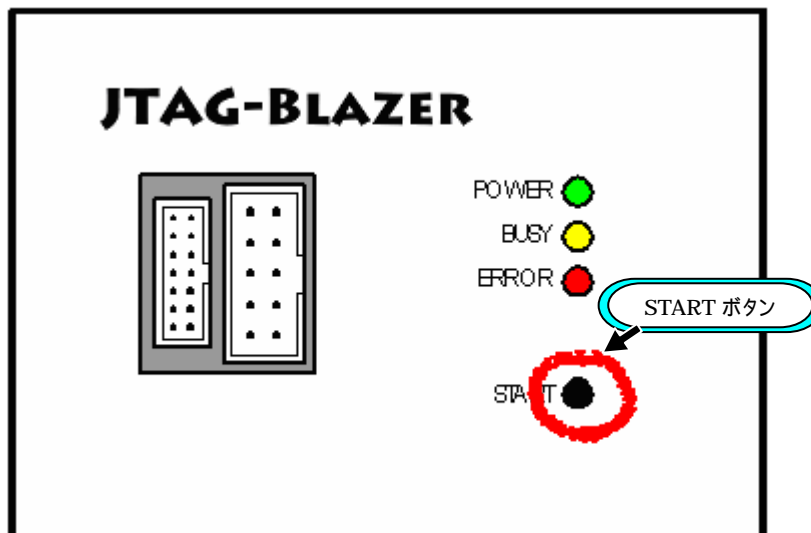 JTAG-BLAZER
POWER
BUSY
ERROR
START ボタン
START